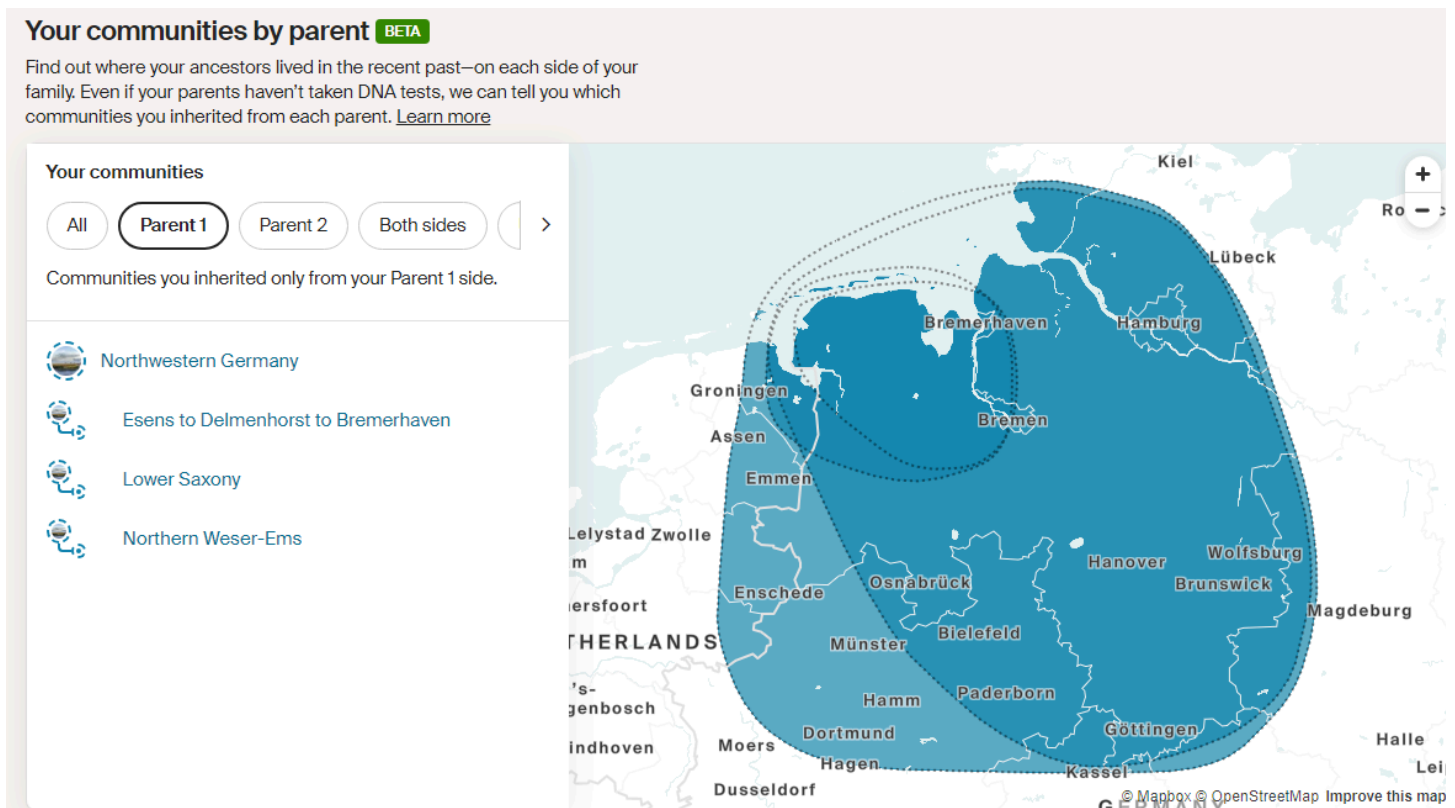 Your communities by parent BETA
Find out where your ancestors lived in the recent past—on each side of your
family. Even if your parents haven't taken DNA tests, we can tell you which
communities you inherited from each parent. Learn more
Your communities
All
Parent 1
Parent 2
Both sides
Communities you inherited only from your Parent 1 side.
Northwestern Germany
Esens to Delmenhorst to Bremerhaven
Lower Saxony
Northern Weser-Ems
Kiel
+
−
Lübeck
Bremerhaven
Hamburg
Groningen
Bremen
Assen
Emmen
Lelystad Zwolle
m
Hanover
Wolfsburg
Osnabrück
Brunswick
Enschede
ersfoort
Magdeburg
THERLANDS
Münster
Bielefeld
's-
genbosch
Hamm
Paderborn
Dortmund
Göttingen
indhoven
Moers
Halle
Hagen
Kassel
Lei
Dusseldorf
© Mapbox © OpenStreetMap Improve this map